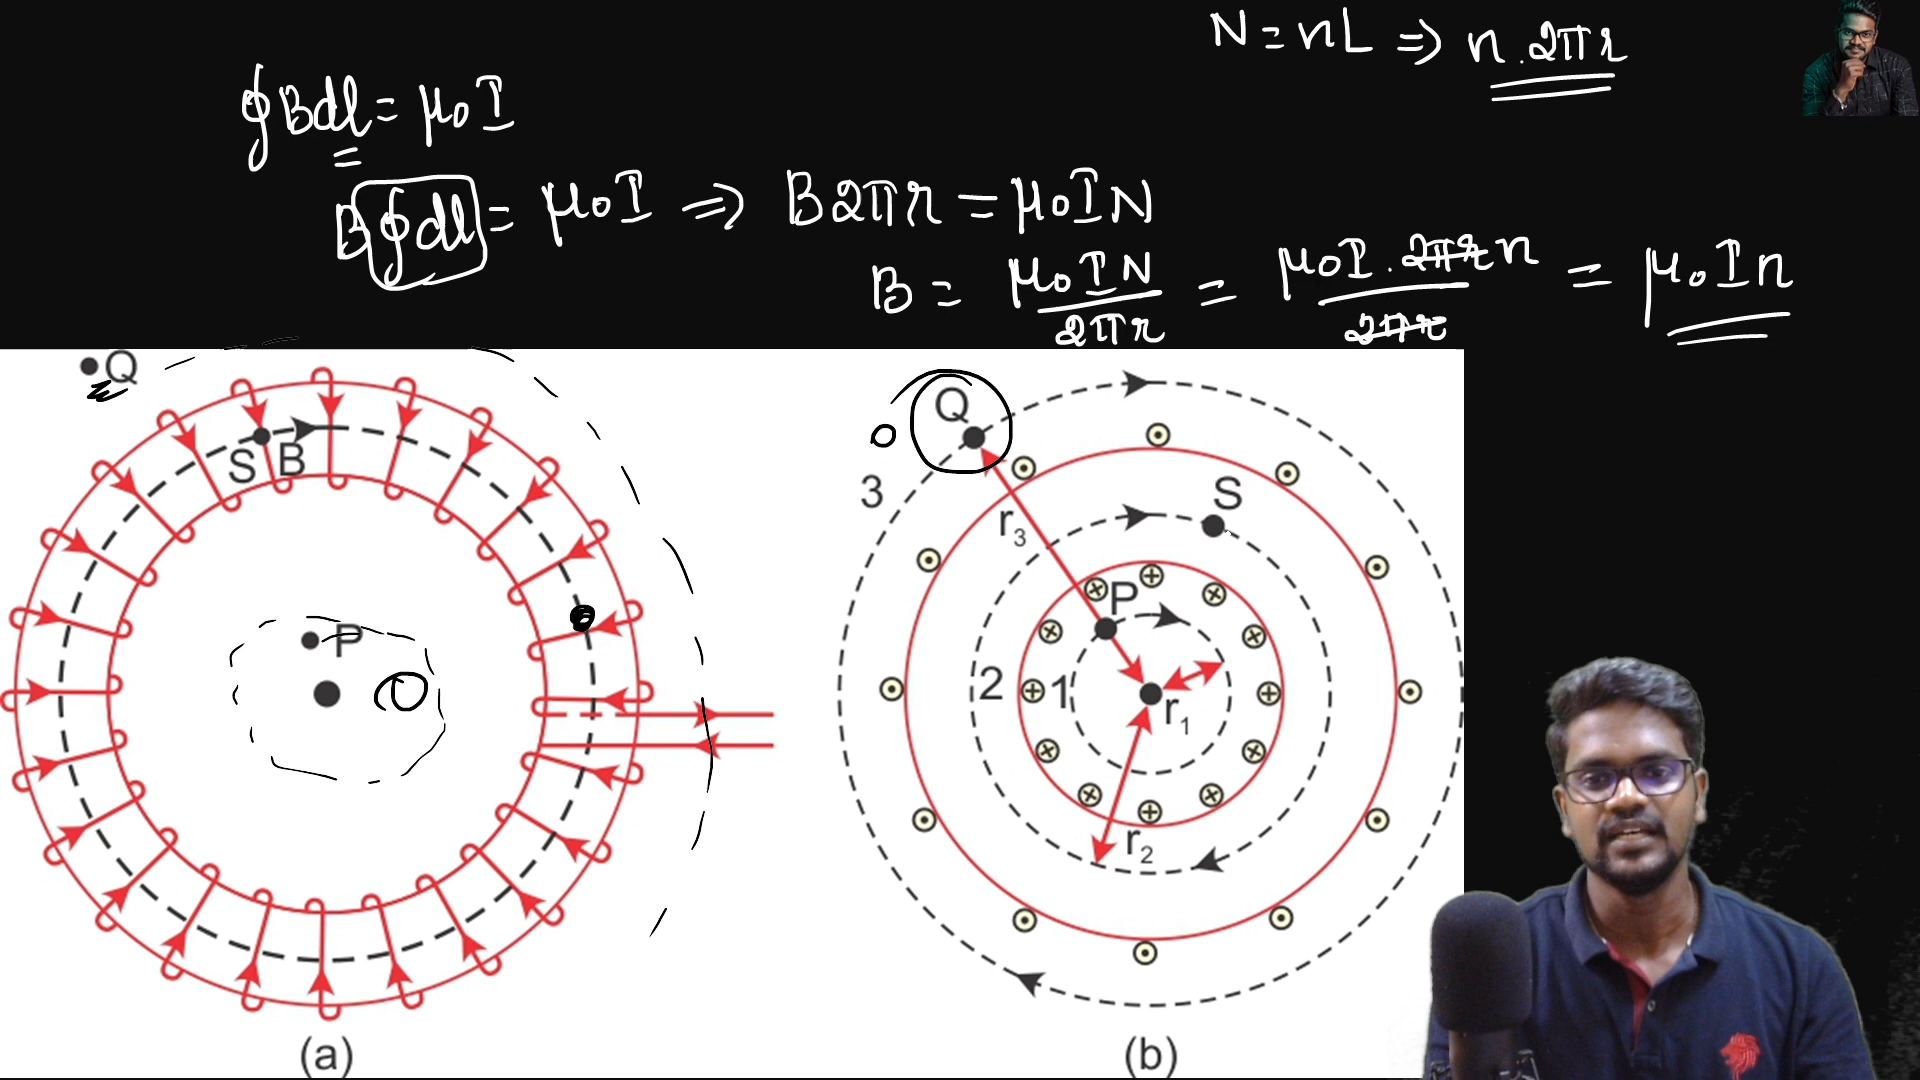 N = nL ⇒ n . 2πr
∮Bdl = μ₀I
B∮dl = μ₀I ⇒ B2πr = μ₀IN
B = μ₀IN / 2πr = μ₀I . 2πr n / 2πr = μ₀In
Q
S B
P
O
(a)
O
Q
3
r₃
S
P
2
1
r₁
r₂
(b)